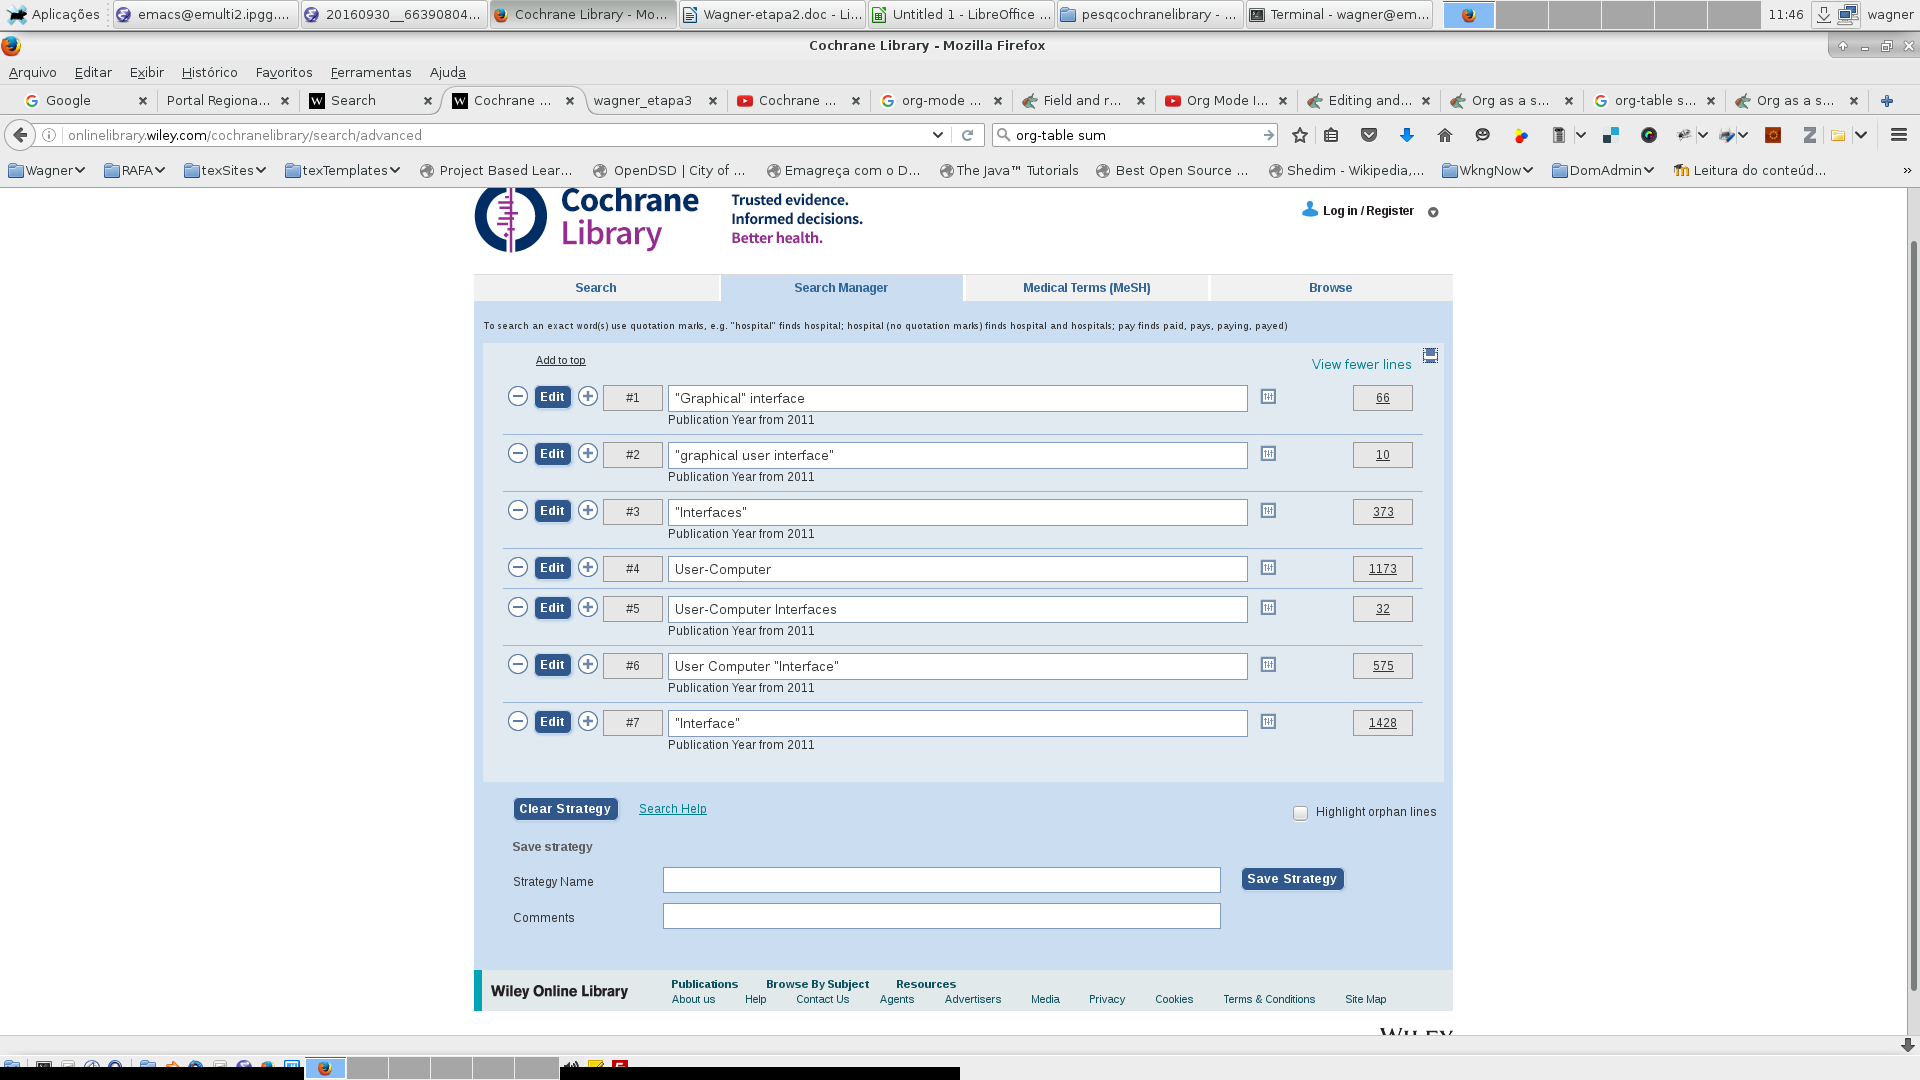 Aplicações emacs@emulti2.ipgg.... 20160930__66390804... Cochrane Library - Mo... Wagner-etapa2.doc - Li... Untitled 1 - LibreOffice ... pesqcochranelibrary - ... Terminal - wagner@em... 11:46 wagner
Cochrane Library - Mozilla Firefox
Arquivo Editar Exibir Histórico Favoritos Ferramentas Ajuda
Google Portal Regiona... Search Cochrane ... wagner_etapa3 Cochrane ... org-mode ... Field and r... Org Mode I... Editing and... Org as a s... org-table s... Org as a s...
onlinelibrary.wiley.com/cochranelibrary/search/advanced org-table sum
Wagner RAFA texSites texTemplates Project Based Lear... OpenDSD | City of ... Emagreça com o D... The Java™ Tutorials Best Open Source ... Shedim - Wikipedia,... WkngNow DomAdmin Leitura do conteúd... »
Cochrane
Library
Trusted evidence.
Informed decisions.
Better health.
Log in / Register
Search Search Manager Medical Terms (MeSH) Browse
To search an exact word(s) use quotation marks, e.g. "hospital" finds hospital; hospital (no quotation marks) finds hospital and hospitals; pay finds paid, pays, paying, payed)
Add to top View fewer lines
Edit #1 "Graphical" interface 66
Publication Year from 2011
Edit #2 "graphical user interface" 10
Publication Year from 2011
Edit #3 "Interfaces" 373
Publication Year from 2011
Edit #4 User-Computer 1173
Edit #5 User-Computer Interfaces 32
Publication Year from 2011
Edit #6 User Computer "Interface" 575
Publication Year from 2011
Edit #7 "Interface" 1428
Publication Year from 2011
Clear Strategy Search Help Highlight orphan lines
Save strategy
Strategy Name Save Strategy
Comments
Wiley Online Library
Publications Browse By Subject Resources
About us Help Contact Us Agents Advertisers Media Privacy Cookies Terms & Conditions Site Map
WILEY